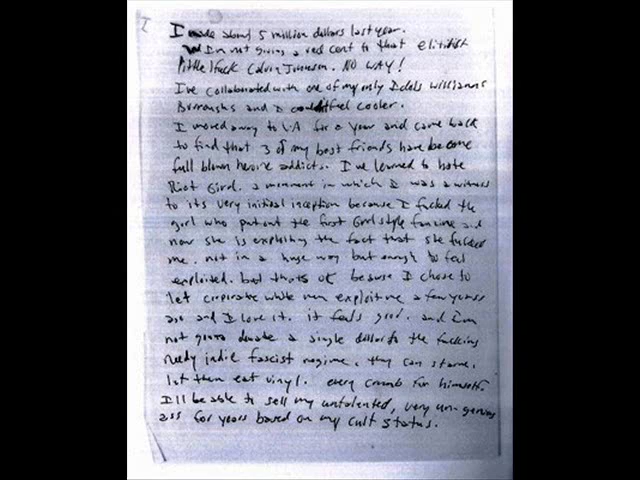 I made about 5 million dollars last year.
and I'm not giving a red cent to that elitist
little fuck Calvin Johnson. NO WAY!
I've collaborated with one of my only Idols William
Burroughs and I couldnt feel cooler.
I moved away to L.A for a year and came back
to find that 3 of my best friends have become
full blown heroine addicts. I've learned to hate
Riot Girrl. a movement in which I was a witness
to its very initial inception because I fucked the
girl who put out the first Grrl style fanzine and
now she is exploiting the fact that she fucked
me. not in a huge way but enough to feel
exploited. but thats OK because I chose to
let corporate white men exploit me a few years
ago and I love it. it feels good. and Im
not gonna donate a single dollar to the fucking
needy indie fascist regime. they can starve.
let them eat vinyl. every crumb for himself.
I'll be able to sell my untalented, very un-genius
ass for years based on my cult status.